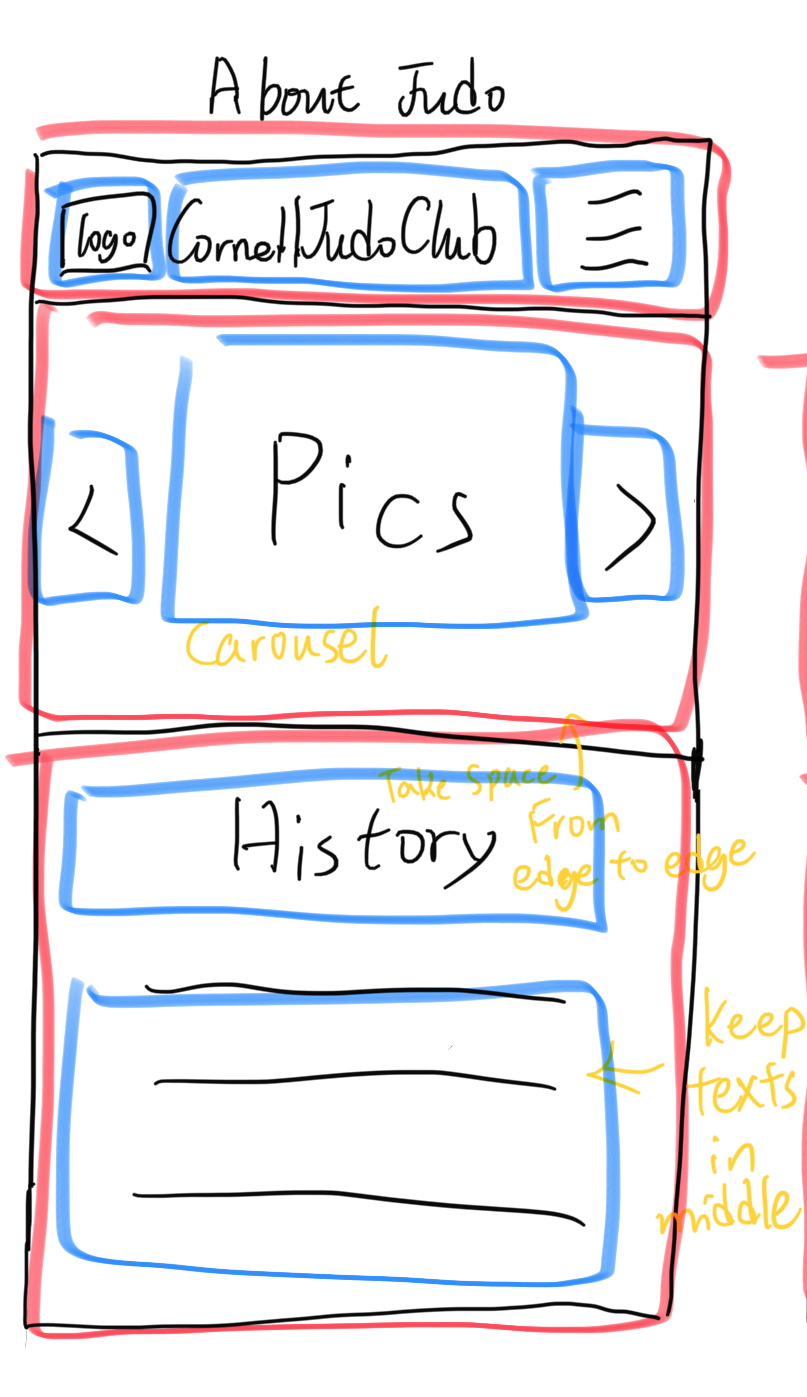 About Judo
logo CornellJudoClub
< Pics >
Carousel
Take space
From
edge to edge
History
Keep
texts
in
middle